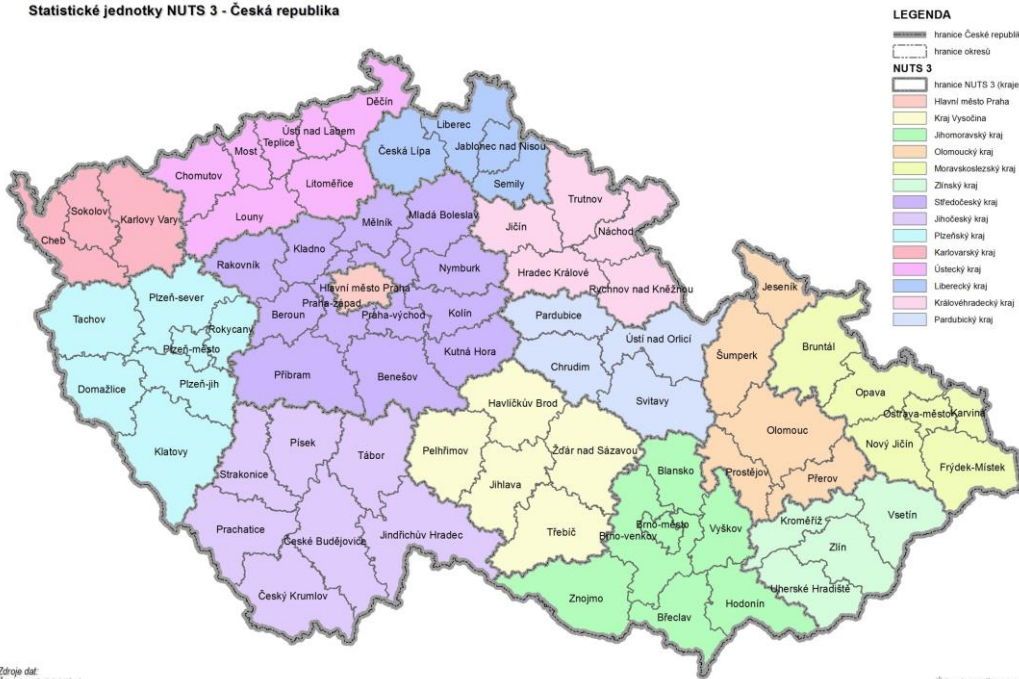 Statistické jednotky NUTS 3 - Česká republika
LEGENDA
hranice České republik
hranice okresů
NUTS 3
hranice NUTS 3 (kraje
Hlavní město Praha
Kraj Vysočina
Jihomoravský kraj
Olomoucký kraj
Moravskoslezský kraj
Zlínský kraj
Středočeský kraj
Jihočeský kraj
Plzeňský kraj
Karlovarský kraj
Ústecký kraj
Liberecký kraj
Královéhradecký kraj
Pardubický kraj
Děčín
Ústí nad Labem
Teplice
Most
Chomutov
Litoměřice
Louny
Liberec
Česká Lípa
Jablonec nad Nisou
Semily
Trutnov
Jičín
Náchod
Hradec Králové
Rychnov nad Kněžnou
Sokolov
Karlovy Vary
Cheb
Mělník
Mladá Boleslav
Kladno
Rakovník
Nymburk
Hlavní město Praha
Praha-západ
Praha-východ
Beroun
Kolín
Kutná Hora
Příbram
Benešov
Plzeň-sever
Tachov
Rokycany
Plzeň-město
Domažlice
Plzeň-jih
Klatovy
Pardubice
Ústí nad Orlicí
Chrudim
Svitavy
Jeseník
Šumperk
Olomouc
Prostějov
Přerov
Bruntál
Opava
Ostrava-město
Karviná
Nový Jičín
Frýdek-Místek
Havlíčkův Brod
Pelhřimov
Žďár nad Sázavou
Jihlava
Třebíč
Písek
Tábor
Strakonice
Prachatice
České Budějovice
Jindřichův Hradec
Český Krumlov
Blansko
Brno-město
Brno-venkov
Vyškov
Znojmo
Břeclav
Hodonín
Kroměříž
Vsetín
Zlín
Uherské Hradiště
Zdroje dat: